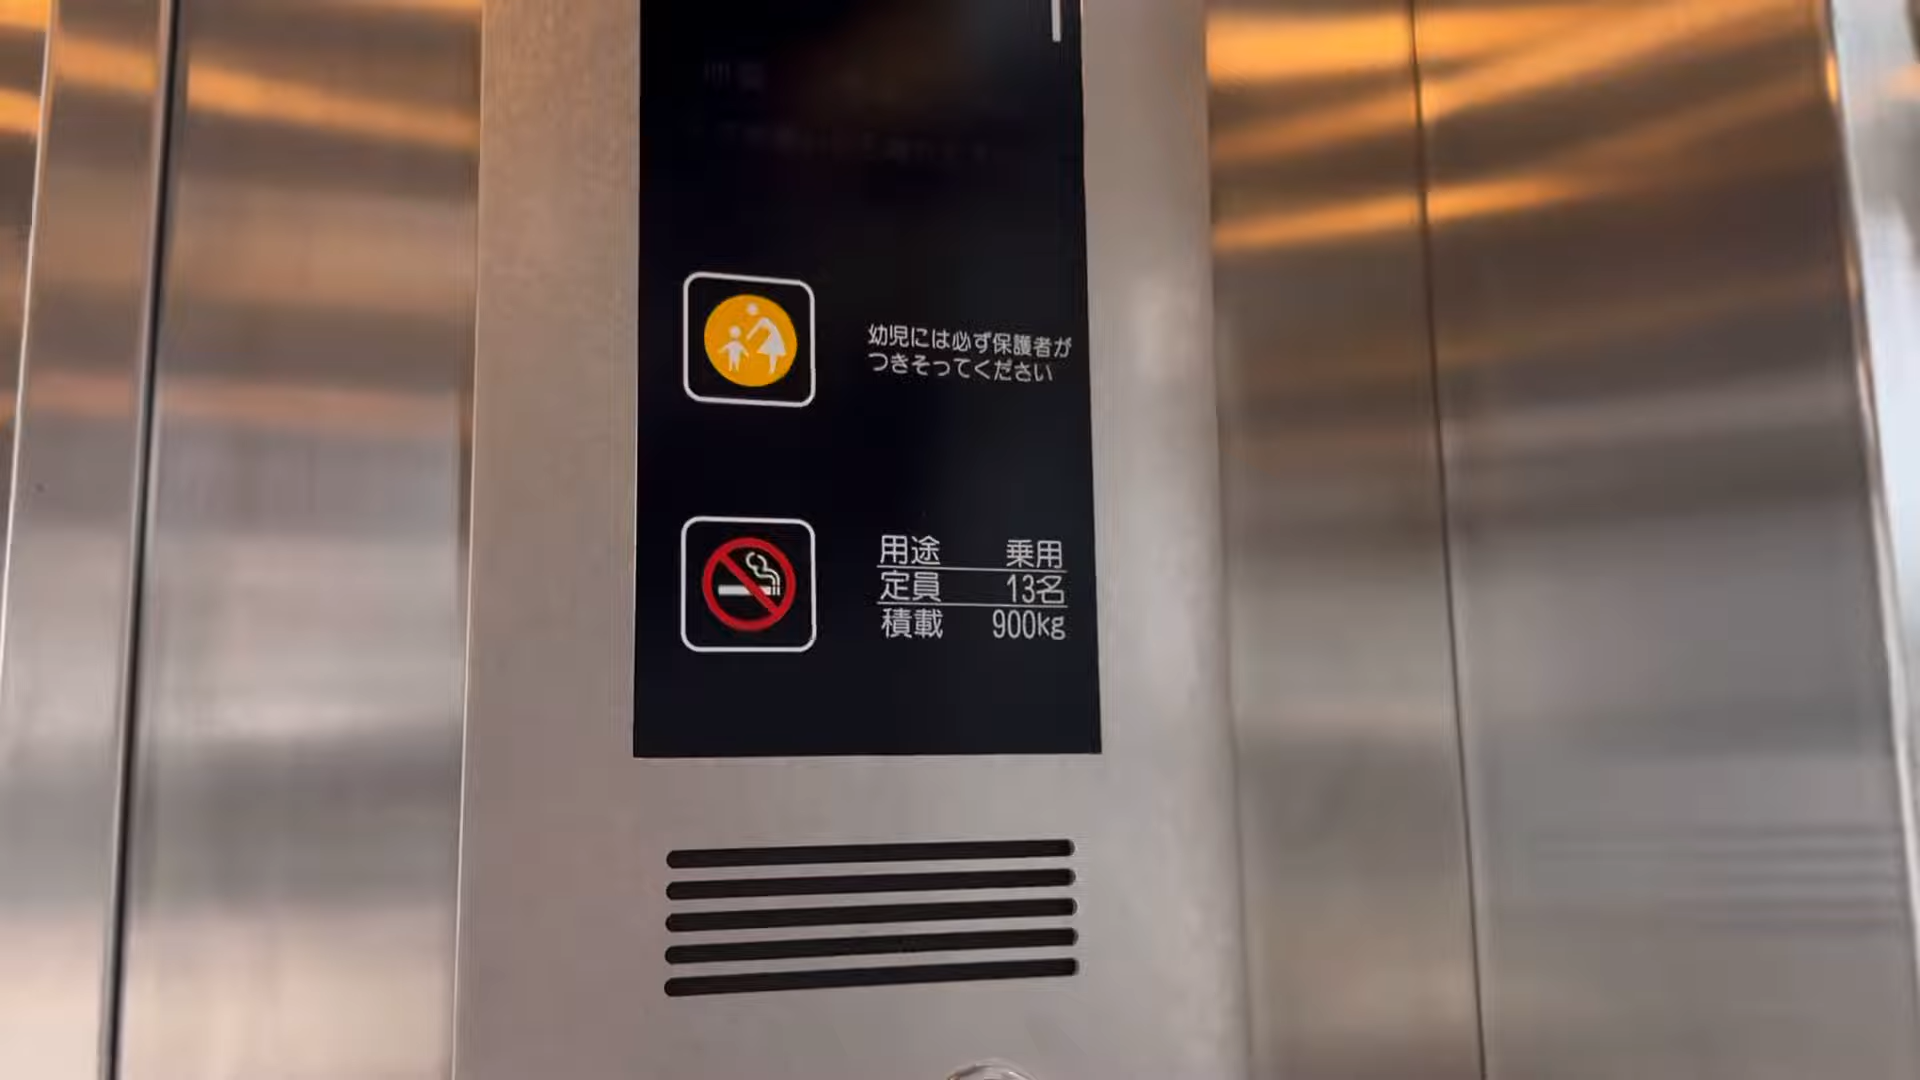 幼児には必ず保護者が
つきそってください
用途 乗用
定員 13名
積載 900kg